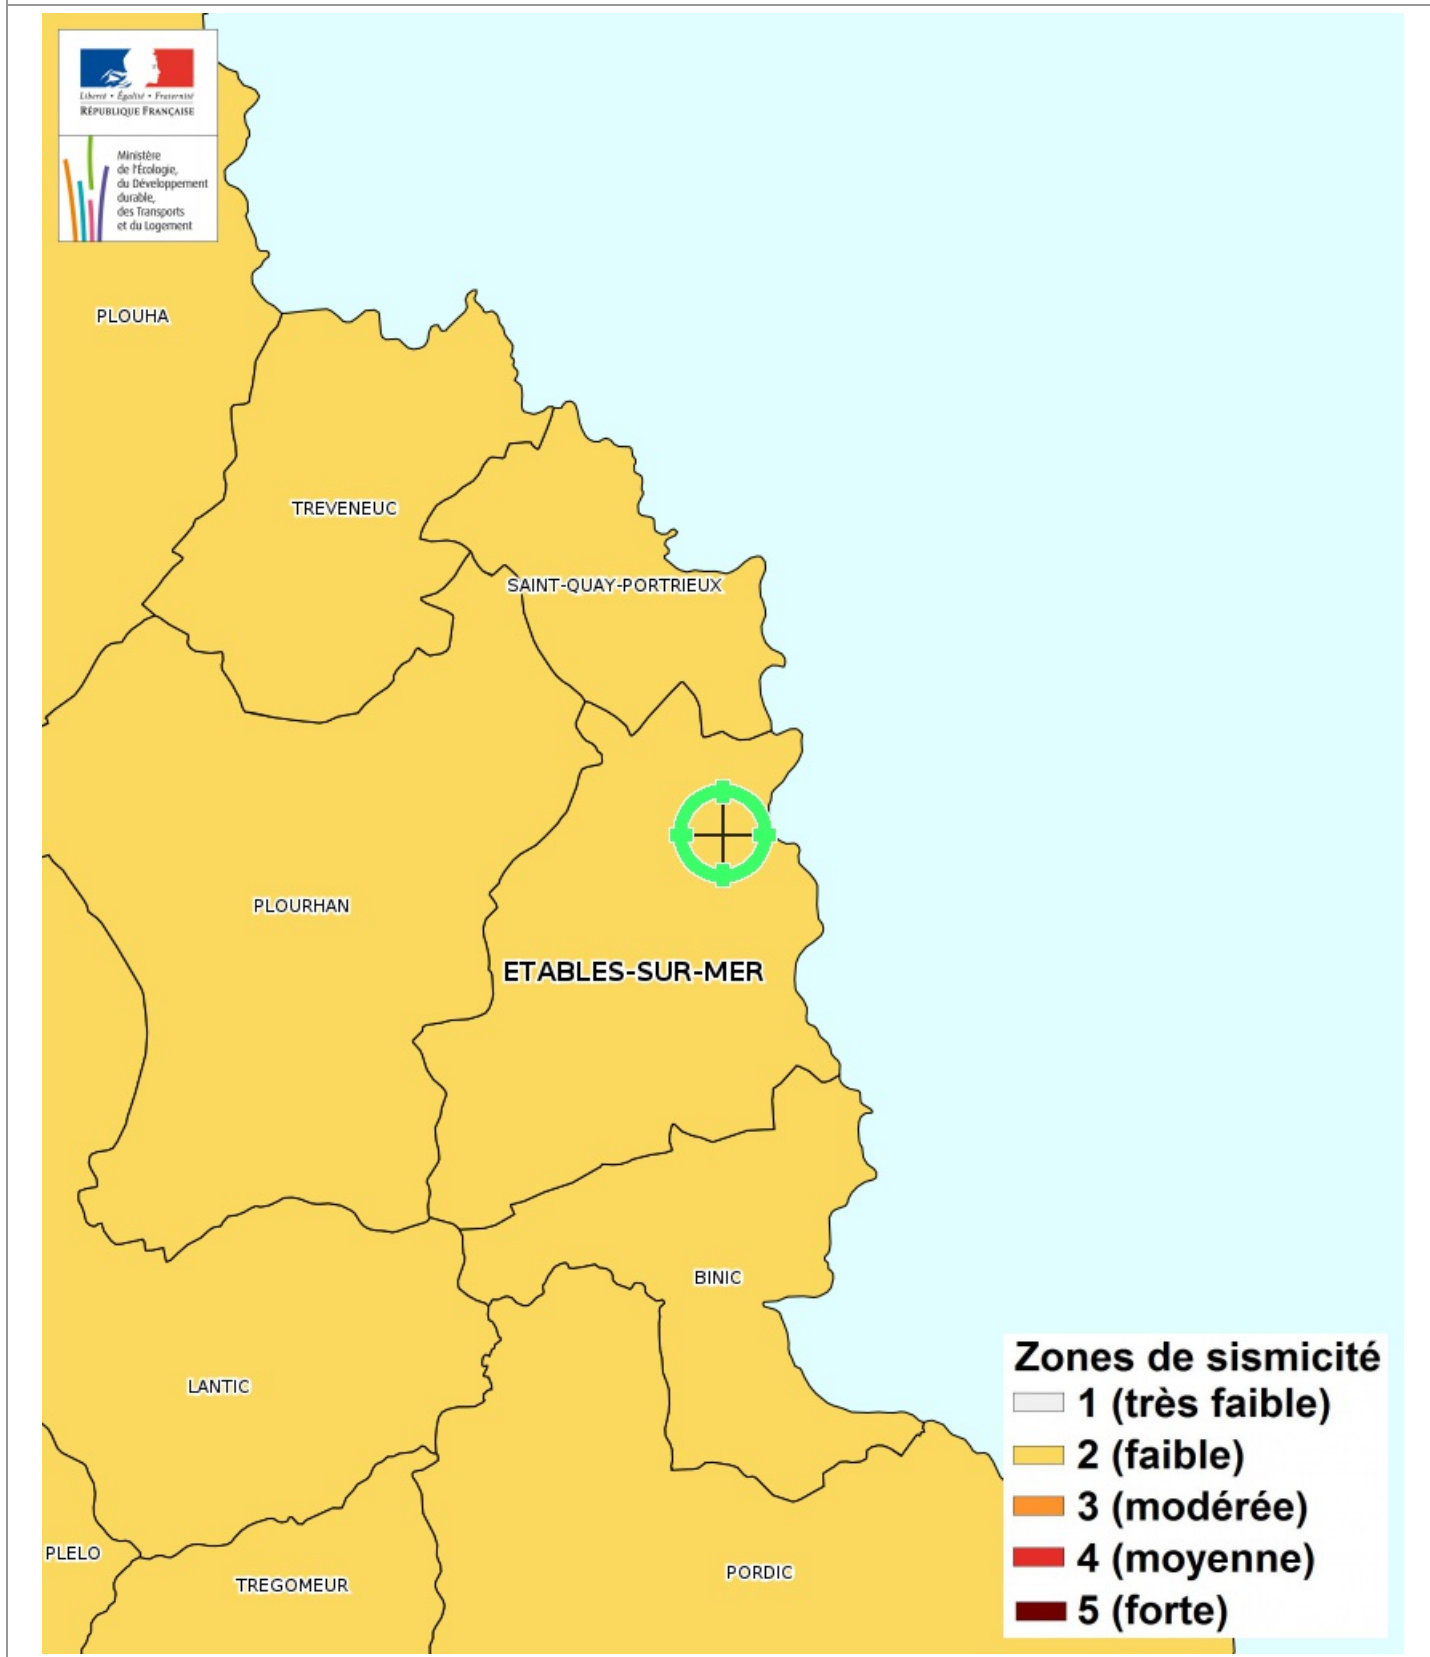 Liberté • Égalité • Fraternité
RÉPUBLIQUE FRANÇAISE
Ministère
de l'Écologie,
du Développement
durable,
des Transports
et du Logement
PLOUHA
TREVENEUC
SAINT-QUAY-PORTRIEUX
PLOURHAN
ETABLES-SUR-MER
BINIC
LANTIC
PLELO
TREGOMEUR
PORDIC
Zones de sismicité
1 (très faible)
2 (faible)
3 (modérée)
4 (moyenne)
5 (forte)